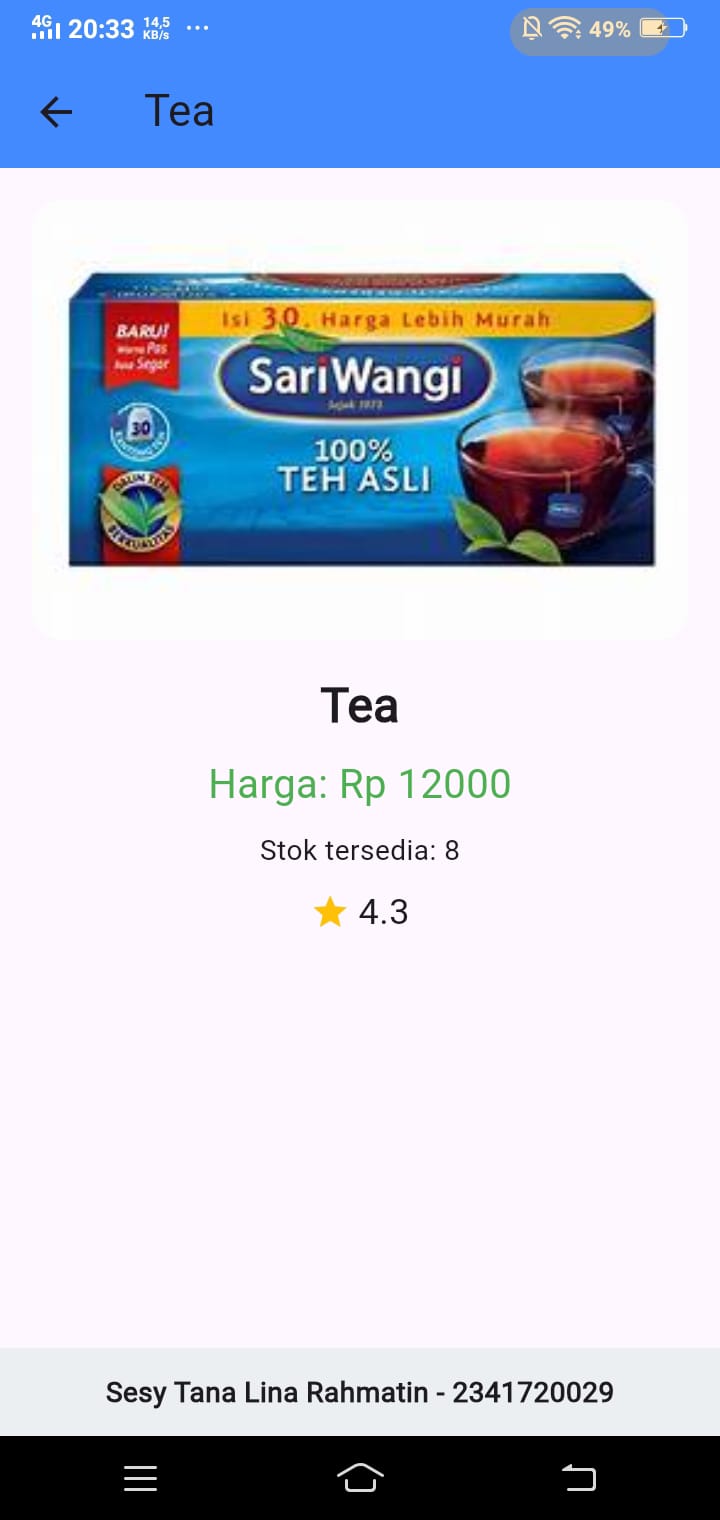 4G 20:33 14,5 KB/s ... 49%
Tea
Isi 30, Harga Lebih Murah
BARU!
Warna Pas
Rasa Segar
SariWangi
Sejak 1973
30
KANTONG TEH
100%
TEH ASLI
DAUN TEH
BERKUALITAS
Tea
Harga: Rp 12000
Stok tersedia: 8
4.3
Sesy Tana Lina Rahmatin - 2341720029